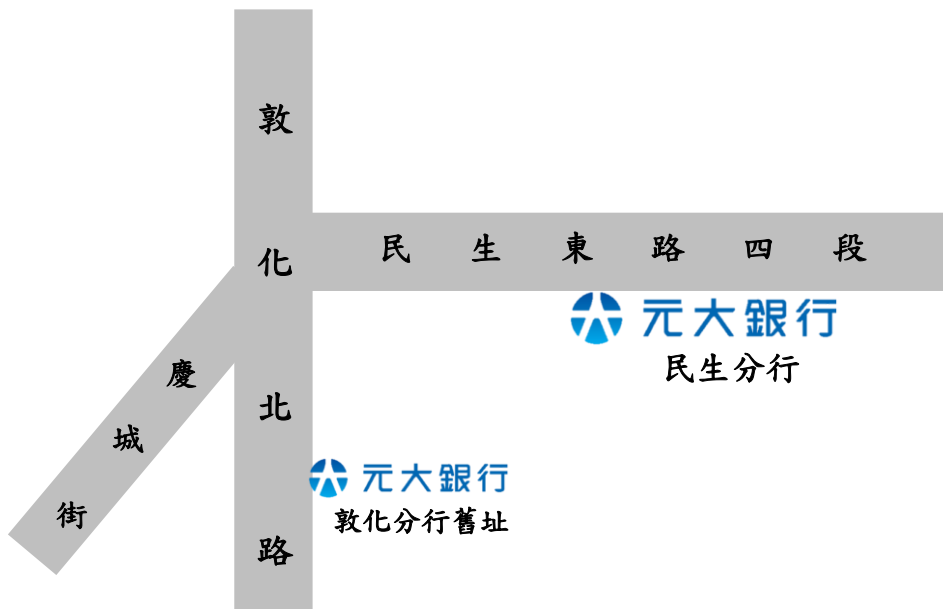 敦化北路
民生東路四段
慶城街
元大銀行
民生分行
元大銀行
敦化分行舊址